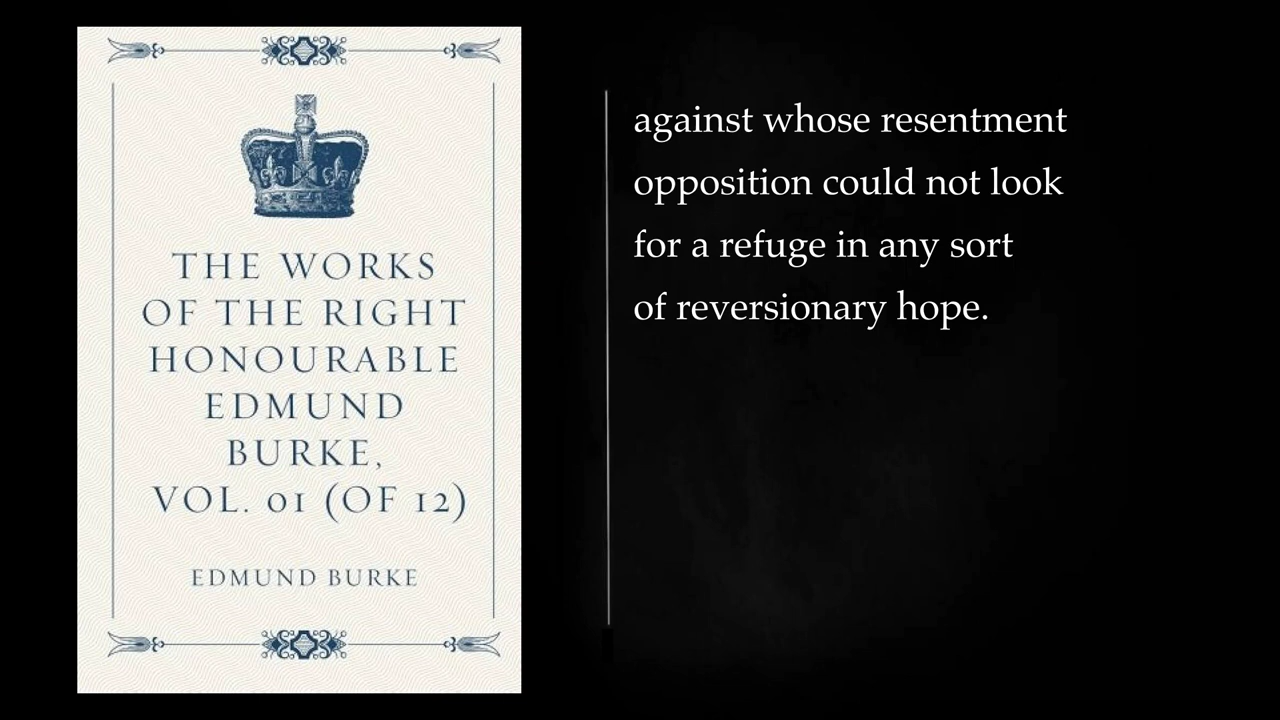 THE WORKS
OF THE RIGHT
HONOURABLE
EDMUND
BURKE,
VOL. 01 (OF 12)
EDMUND BURKE
against whose resentment
opposition could not look
for a refuge in any sort
of reversionary hope.